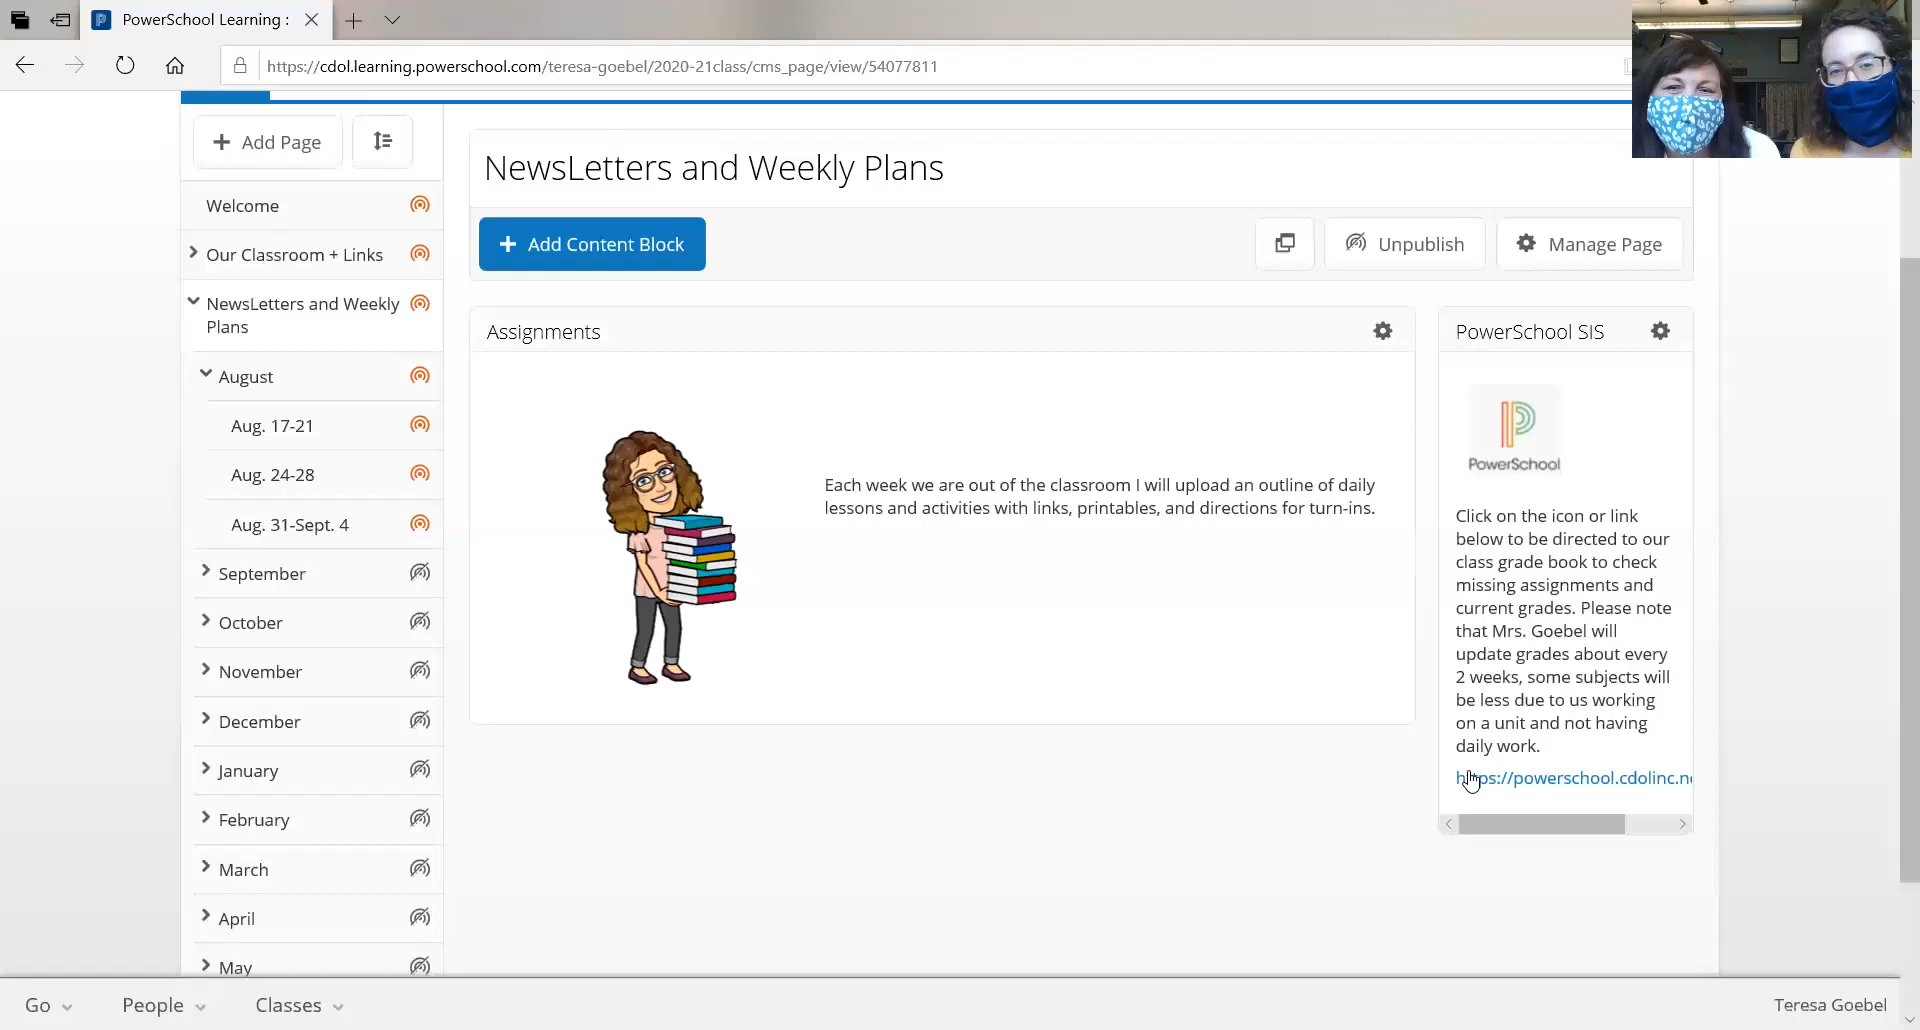 PowerSchool Learning :
https://cdol.learning.powerschool.com/teresa-goebel/2020-21class/cms_page/view/54077811
Add Page
Welcome
Our Classroom + Links
NewsLetters and Weekly
Plans
August
Aug. 17-21
Aug. 24-28
Aug. 31-Sept. 4
September
October
November
December
January
February
March
April
May
NewsLetters and Weekly Plans
Add Content Block
Unpublish
Manage Page
Assignments
Each week we are out of the classroom I will upload an outline of daily
lessons and activities with links, printables, and directions for turn-ins.
PowerSchool SIS
PowerSchool
Click on the icon or link
below to be directed to our
class grade book to check
missing assignments and
current grades. Please note
that Mrs. Goebel will
update grades about every
2 weeks, some subjects will
be less due to us working
on a unit and not having
daily work.
https://powerschool.cdolinc.ne
Go
People
Classes
Teresa Goebel